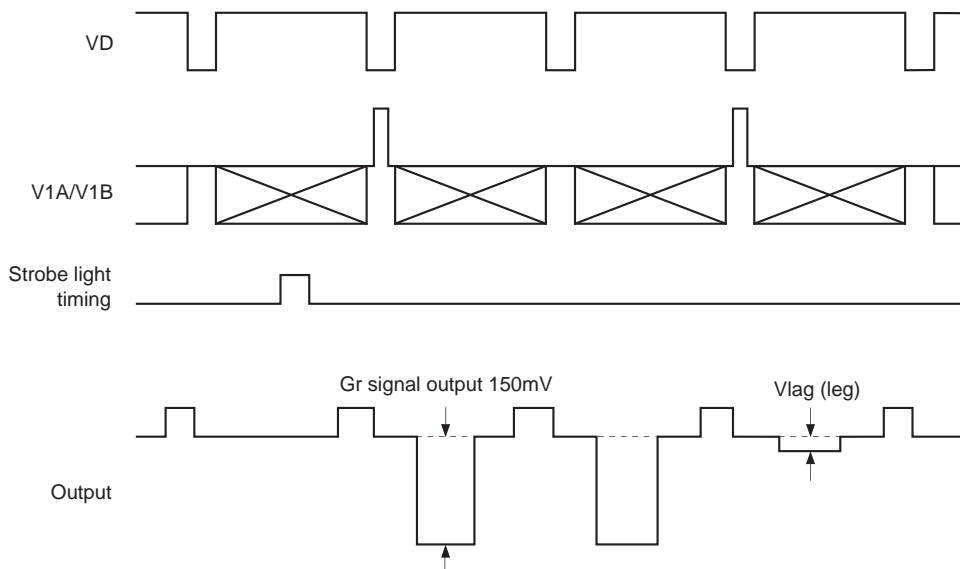 VD
V1A/V1B
Strobe light
timing
Gr signal output 150mV
Vlag (leg)
Output